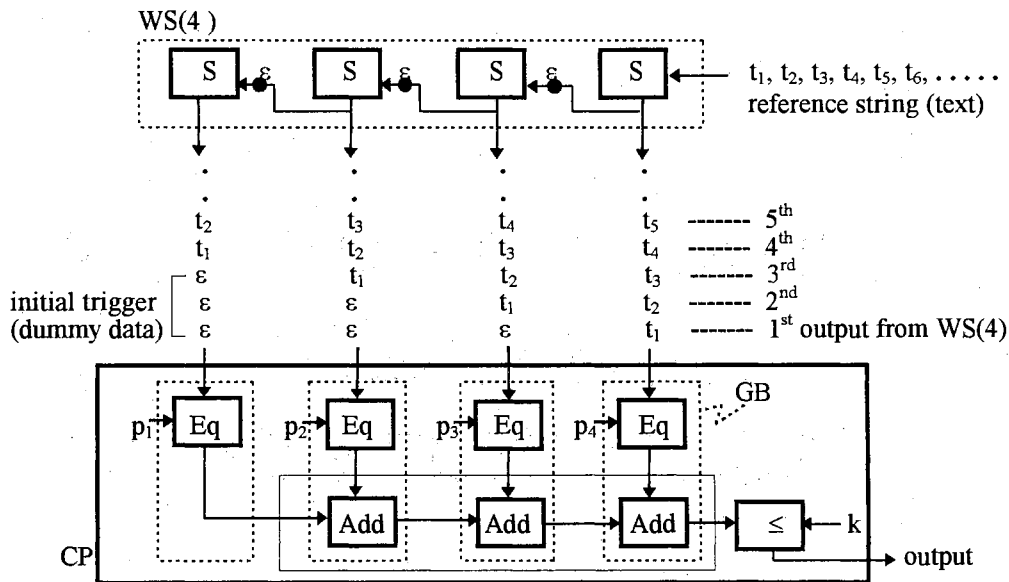 WS(4 )
S ε S ε S ε S
t₁, t₂, t₃, t₄, t₅, t₆, . . . . .
reference string (text)
. . . .
. . . .
t₂ t₃ t₄ t₅ ------- 5ᵗʰ
t₁ t₂ t₃ t₄ ------- 4ᵗʰ
ε t₁ t₂ t₃ ------- 3ʳᵈ
initial trigger
ε ε t₁ t₂ ------- 2ⁿᵈ
(dummy data)
ε ε ε t₁ ------- 1ˢᵗ output from WS(4)
GB
p₁ Eq p₂ Eq p₃ Eq p₄ Eq
Add Add Add ≤ k
CP
output